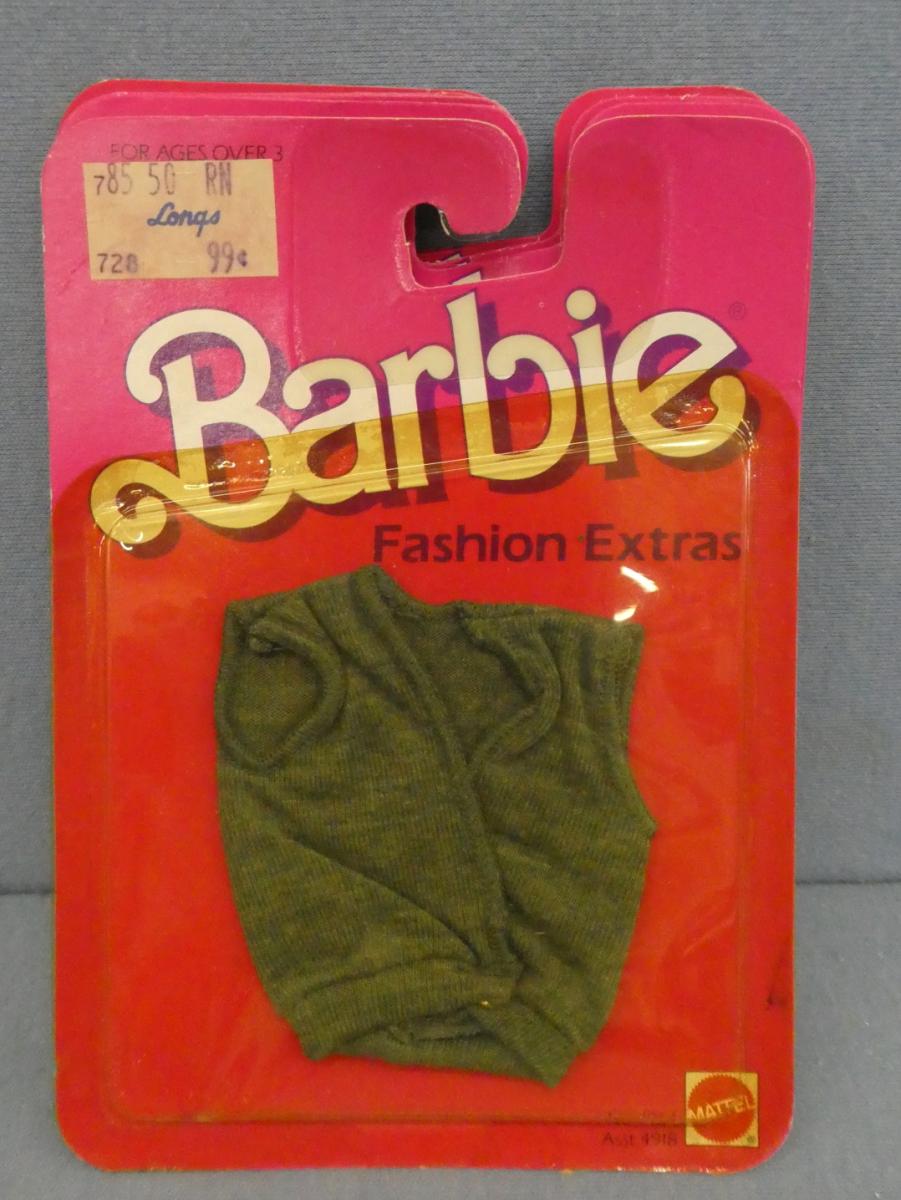 FOR AGES OVER 3
785 50 RN
Longs
728 99¢
Barbie®
Fashion Extras
MATTEL®
Asst 4918